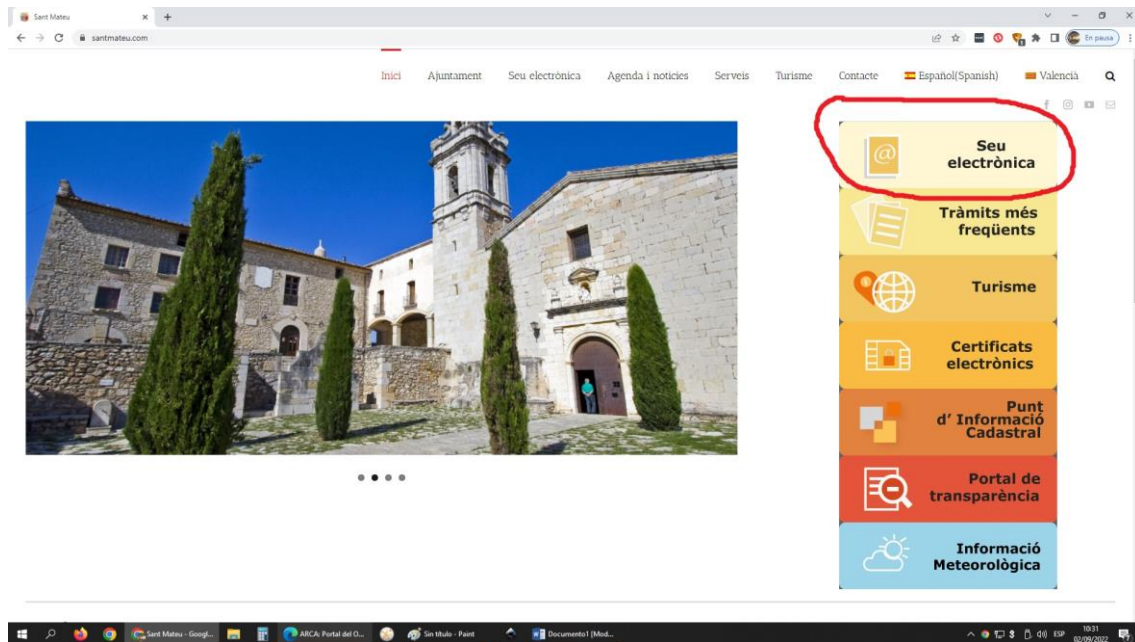 Sant Mateu
santmateu.com
En pausa
Inici Ajuntament Seu electrònica Agenda i noticies Serveis Turisme Contacte Español(Spanish) Valencià
Seu
electrònica
Tràmits més
freqüents
Turisme
Certificats
electrònics
Punt
d' Informació
Cadastral
Portal de
transparència
Informació
Meteorològica
Sant Mateu - Googl...
ARCA: Portal del O...
Sin título - Paint
Documento1 [Mod...
ESP
10:31
02/09/2022